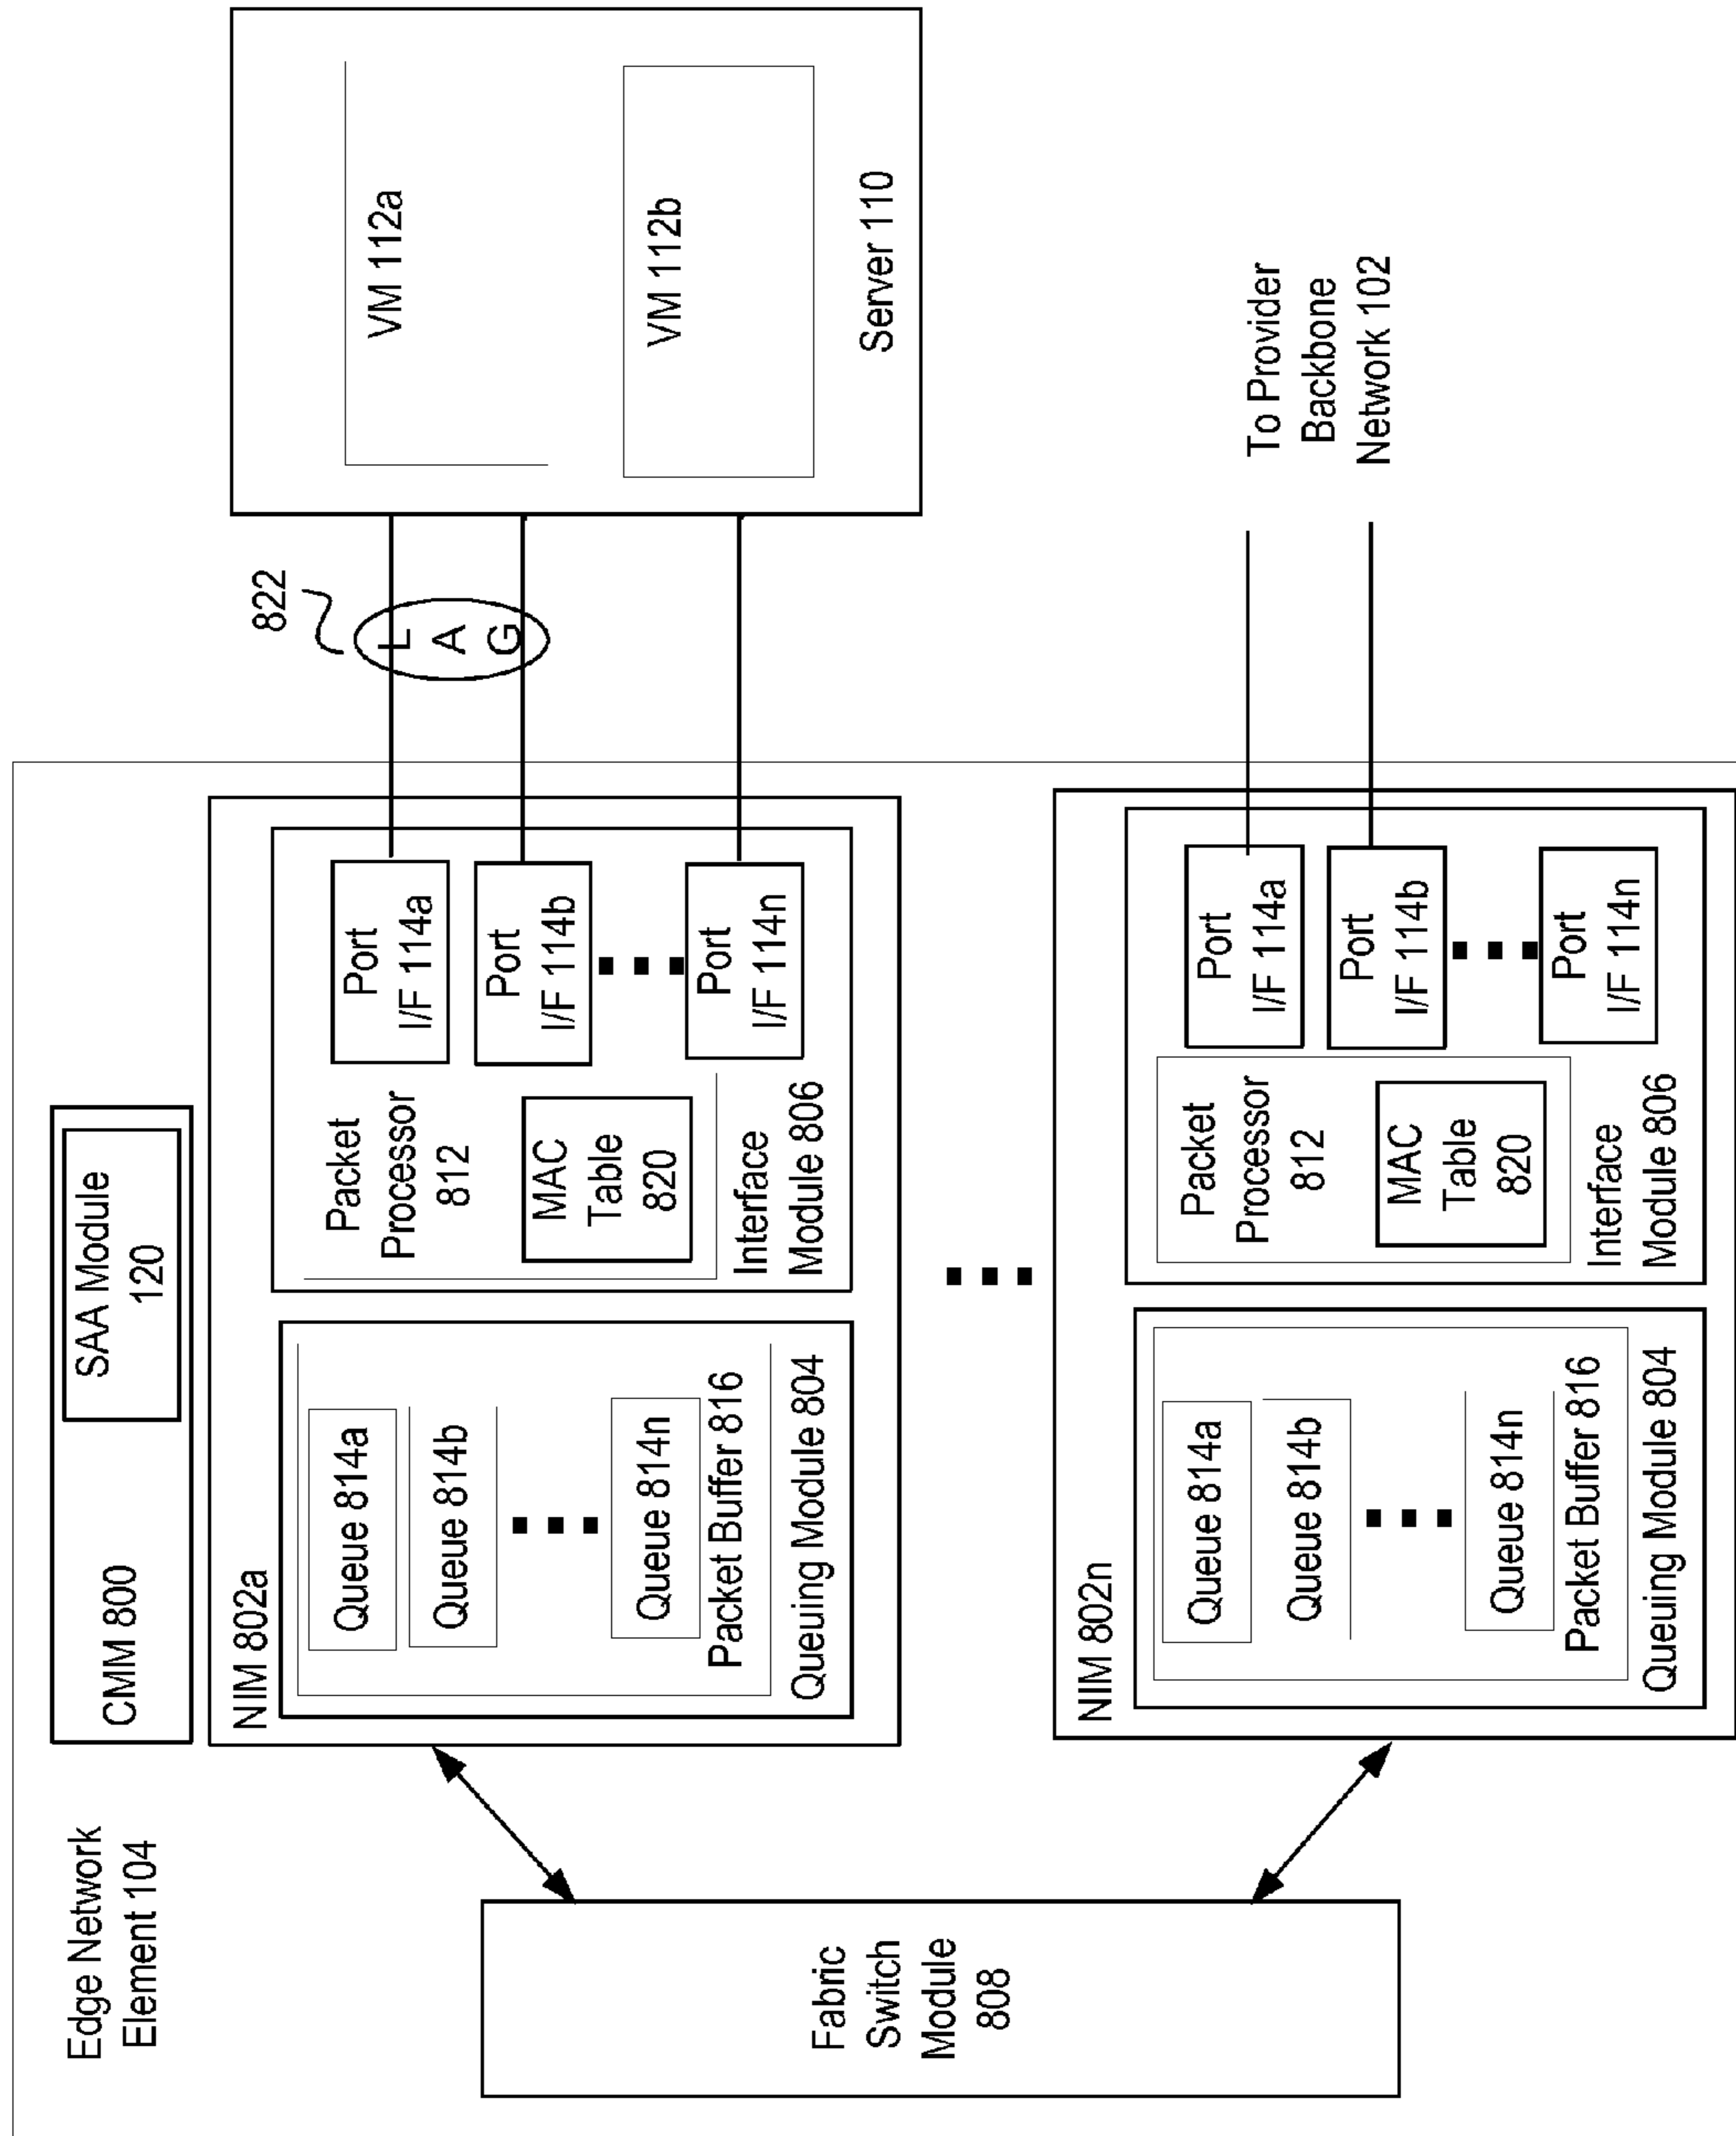 Edge Network
Element 104
CMM 800
SAA Module
120
NIM 802a
Queue 814a
Queue 814b
Queue 814n
Packet Buffer 816
Queuing Module 804
Packet
Processor
812
MAC
Table
820
Interface
Module 806
Port
I/F 114a
Port
I/F 114b
Port
I/F 114n
822
L
A
G
VM 112a
VM 112b
Server 110
Fabric
Switch
Module
808
NIM 802n
Queue 814a
Queue 814b
Queue 814n
Packet Buffer 816
Queuing Module 804
Packet
Processor
812
MAC
Table
820
Interface
Module 806
Port
I/F 114a
Port
I/F 114b
Port
I/F 114n
To Provider
Backbone
Network 102